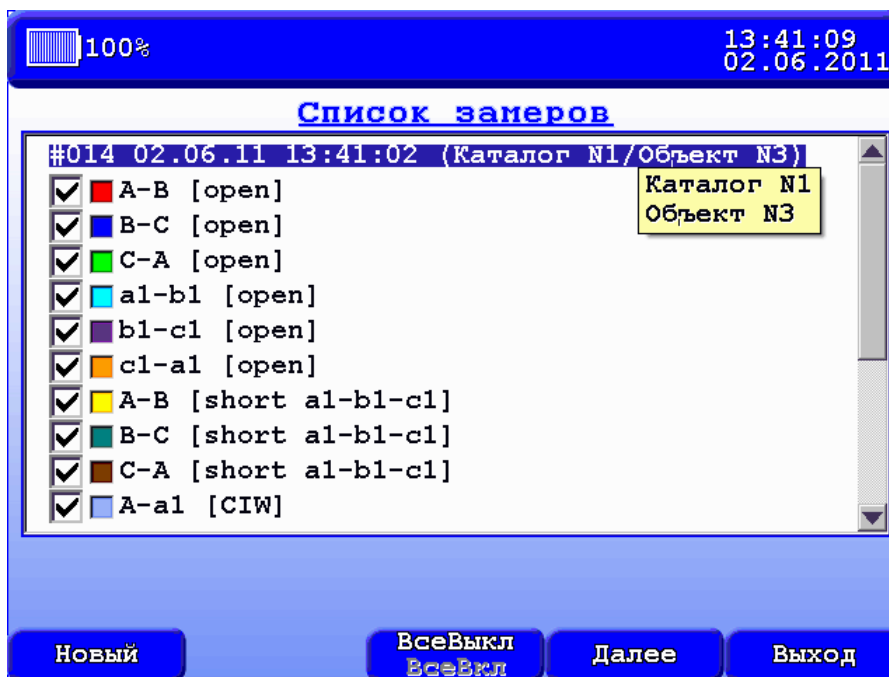 100%
13:41:09
02.06.2011
Список замеров
#014 02.06.11 13:41:02 (Каталог N1/Объект N3)
Каталог N1
Объект N3
A-B [open]
B-C [open]
C-A [open]
a1-b1 [open]
b1-c1 [open]
c1-a1 [open]
A-B [short a1-b1-c1]
B-C [short a1-b1-c1]
C-A [short a1-b1-c1]
A-a1 [CIW]
Новый
ВсеВыкл
ВсеВкл
Далее
Выход